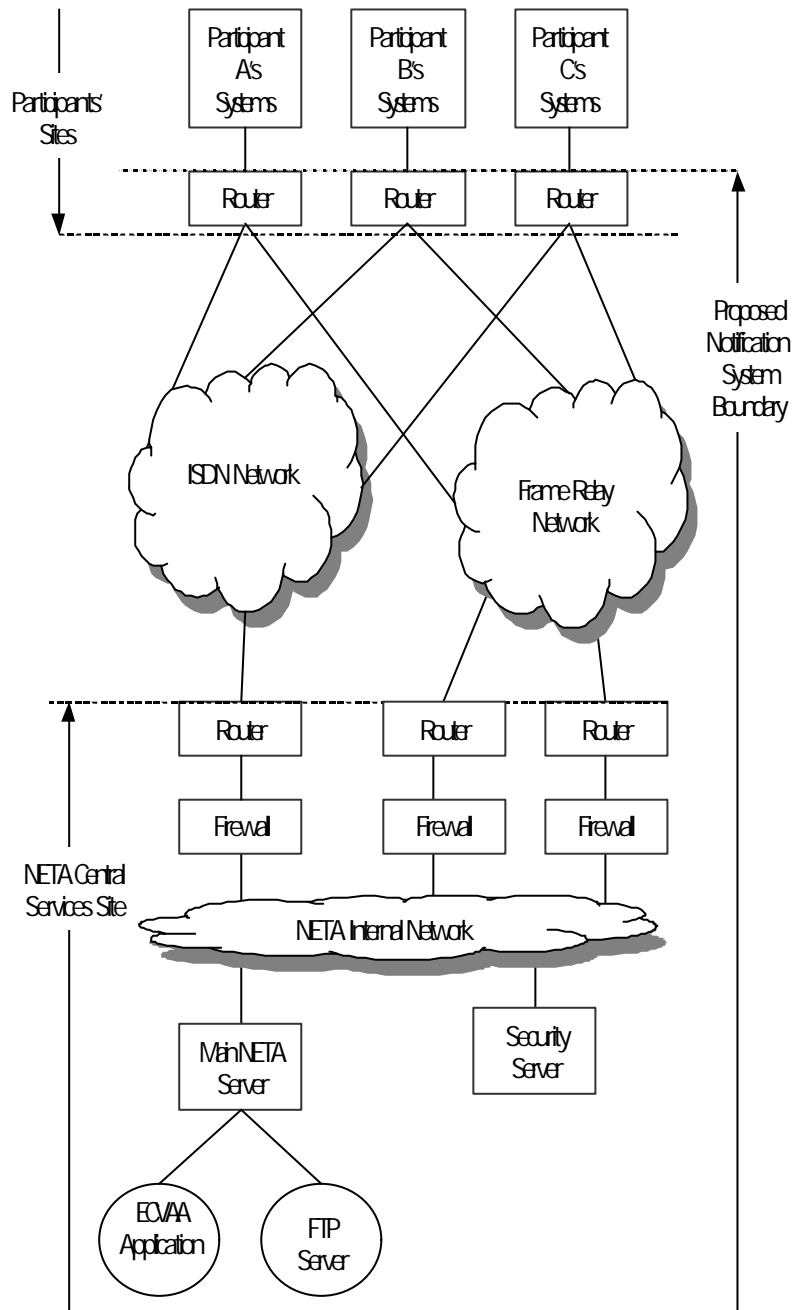 Participant
A's
Systems
Participant
B's
Systems
Participant
C's
Systems
Participants'
Sites
Router
Router
Router
Proposed
Notification
System
Boundary
ISDN Network
Frame Relay
Network
Router
Router
Router
Firewall
Firewall
Firewall
NETA Central
Services Site
NETA Internal Network
Main NETA
Server
Security
Server
ECVAA
Application
FTP
Server